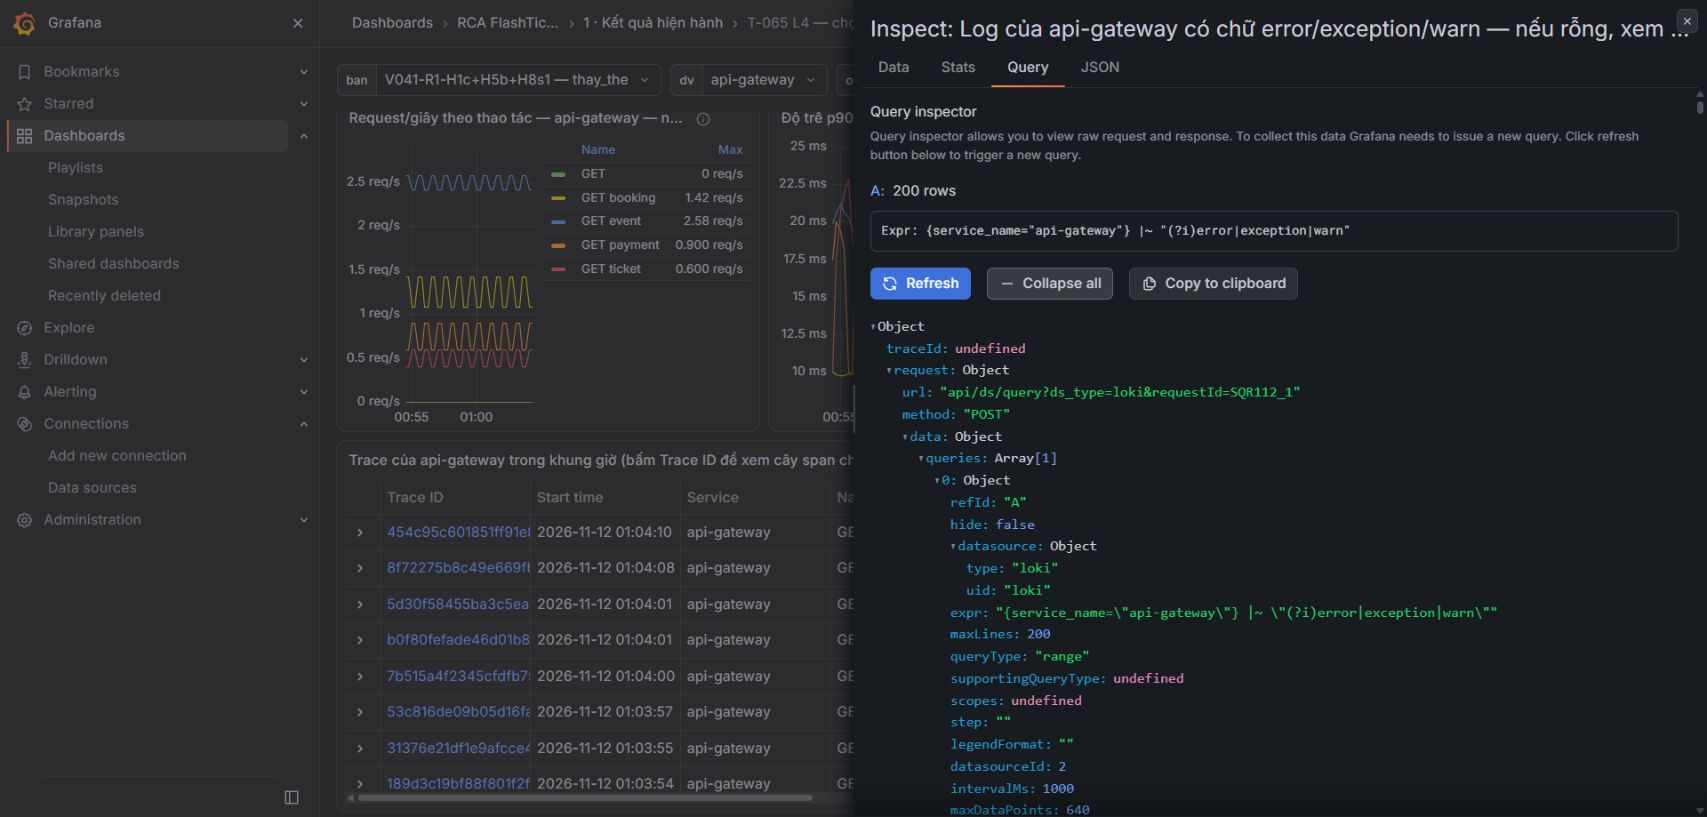 Grafana
Bookmarks
Starred
Dashboards
Playlists
Snapshots
Library panels
Shared dashboards
Recently deleted
Explore
Drilldown
Alerting
Connections
Add new connection
Data sources
Administration
Dashboards › RCA FlashTic... › 1 · Kết quả hiện hành › T-065 L4 — chọ
ban V041-R1-H1c+H5b+H8s1 — thay_the dv api-gateway
Request/giây theo thao tác — api-gateway — n...
2.5 req/s
2 req/s
1.5 req/s
1 req/s
0.5 req/s
0 req/s
00:55 01:00
Name Max
GET 0 req/s
GET booking 1.42 req/s
GET event 2.58 req/s
GET payment 0.900 req/s
GET ticket 0.600 req/s
Độ trễ p90
25 ms
22.5 ms
20 ms
17.5 ms
15 ms
12.5 ms
10 ms
00:55
Trace của api-gateway trong khung giờ (bấm Trace ID để xem cây span ch
Trace ID Start time Service Na
454c95c601851ff91e 2026-11-12 01:04:10 api-gateway GE
8f72275b8c49e669f 2026-11-12 01:04:08 api-gateway GE
5d30f58455ba3c5ea 2026-11-12 01:04:01 api-gateway GE
b0f80fefade46d01b8 2026-11-12 01:04:01 api-gateway GE
7b515a4f2345cfdfb7 2026-11-12 01:04:00 api-gateway GE
53c816de09b05d16fa 2026-11-12 01:03:57 api-gateway GE
31376e21df1e9afcce4 2026-11-12 01:03:55 api-gateway GE
189d3c19bf88f801f2f 2026-11-12 01:03:54 api-gateway GE
Inspect: Log của api-gateway có chữ error/exception/warn — nếu rỗng, xem ...
Data Stats Query JSON
Query inspector
Query inspector allows you to view raw request and response. To collect this data Grafana needs to issue a new query. Click refresh
button below to trigger a new query.
A: 200 rows
Expr: {service_name="api-gateway"} |~ "(?i)error|exception|warn"
Refresh Collapse all Copy to clipboard
Object
traceId: undefined
request: Object
url: "api/ds/query?ds_type=loki&requestId=SQR112_1"
method: "POST"
data: Object
queries: Array[1]
0: Object
refId: "A"
hide: false
datasource: Object
type: "loki"
uid: "loki"
expr: "{service_name=\"api-gateway\"} |~ \"(?i)error|exception|warn\""
maxLines: 200
queryType: "range"
supportingQueryType: undefined
scopes: undefined
step: ""
legendFormat: ""
datasourceId: 2
intervalMs: 1000
maxDataPoints: 640